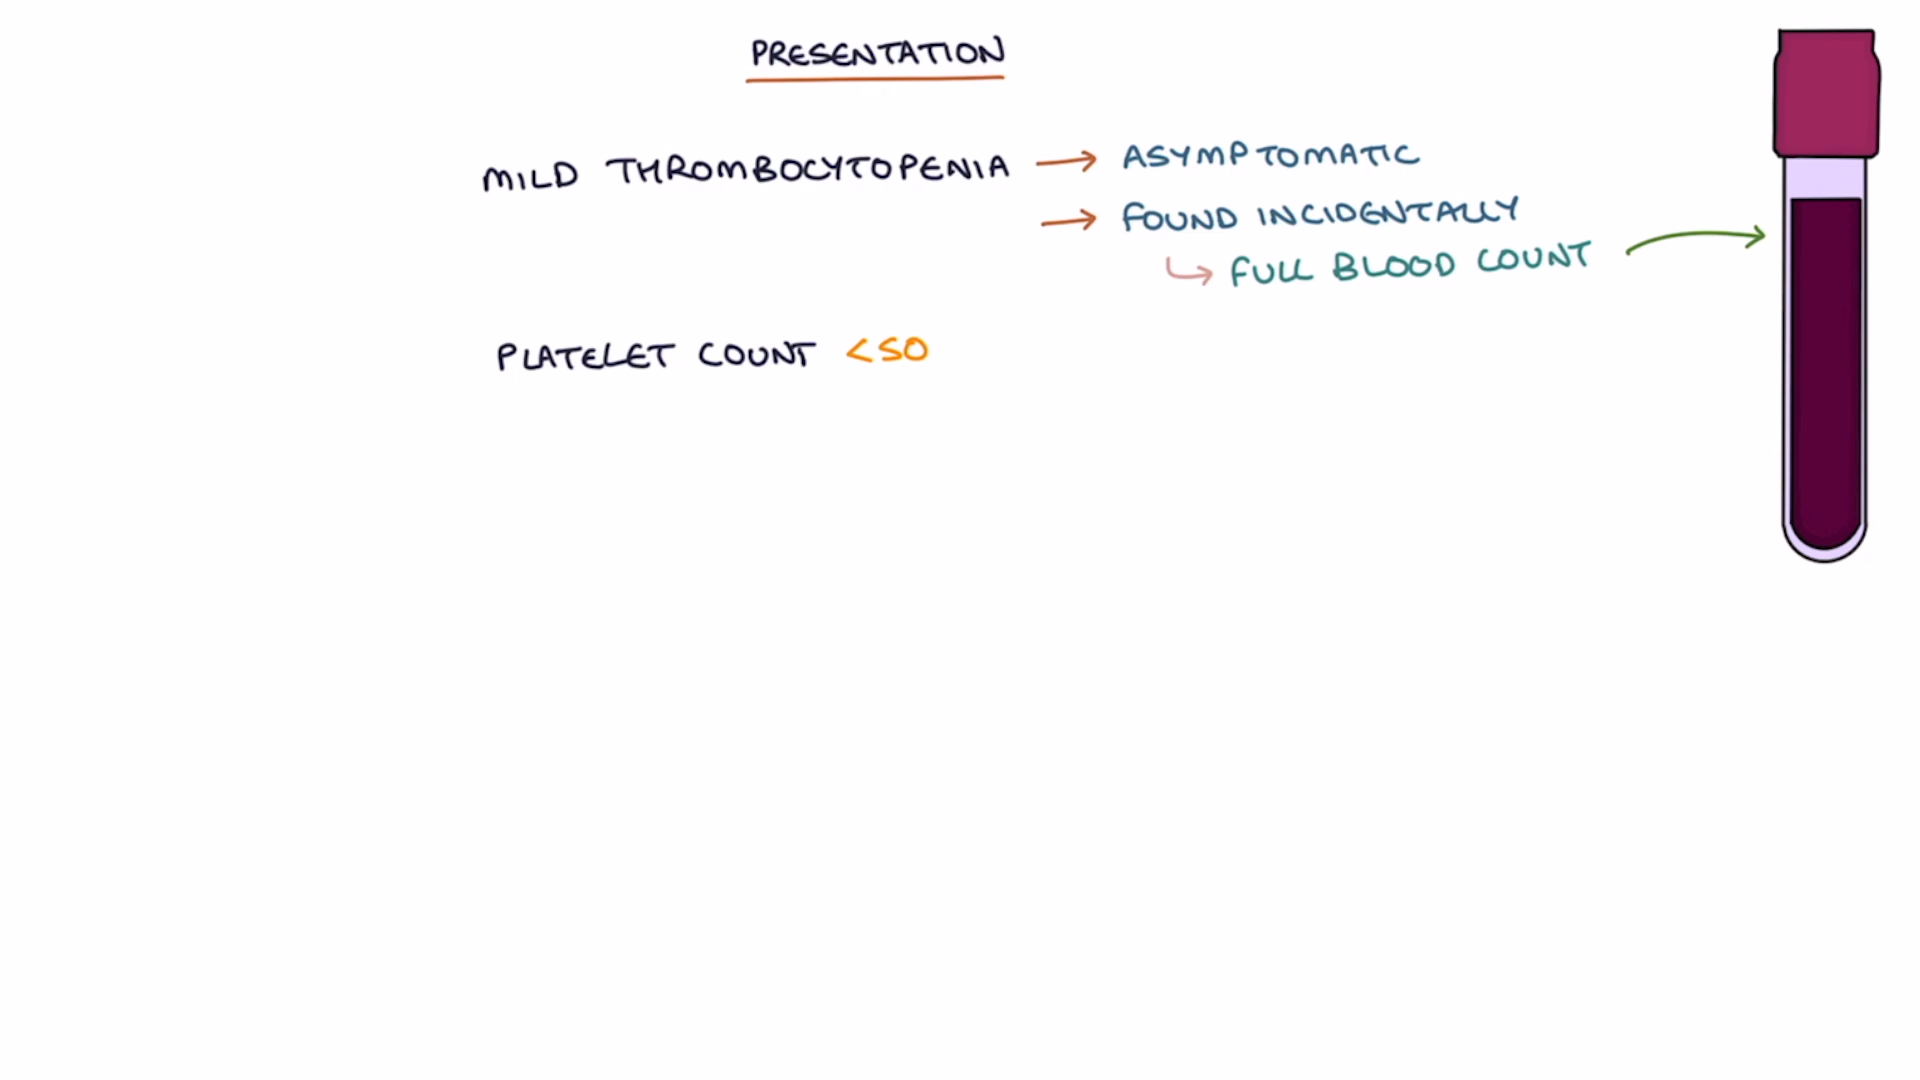 PRESENTATION
MILD THROMBOCYTOPENIA → ASYMPTOMATIC
→ FOUND INCIDENTALLY
↳ FULL BLOOD COUNT
PLATELET COUNT <50